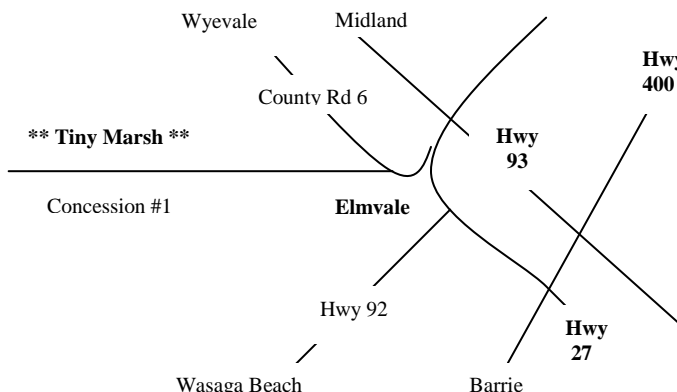 Wyevale
Midland
Hwy
400
County Rd 6
** Tiny Marsh **
Hwy
93
Concession #1
Elmvale
Hwy 92
Hwy
27
Wasaga Beach
Barrie